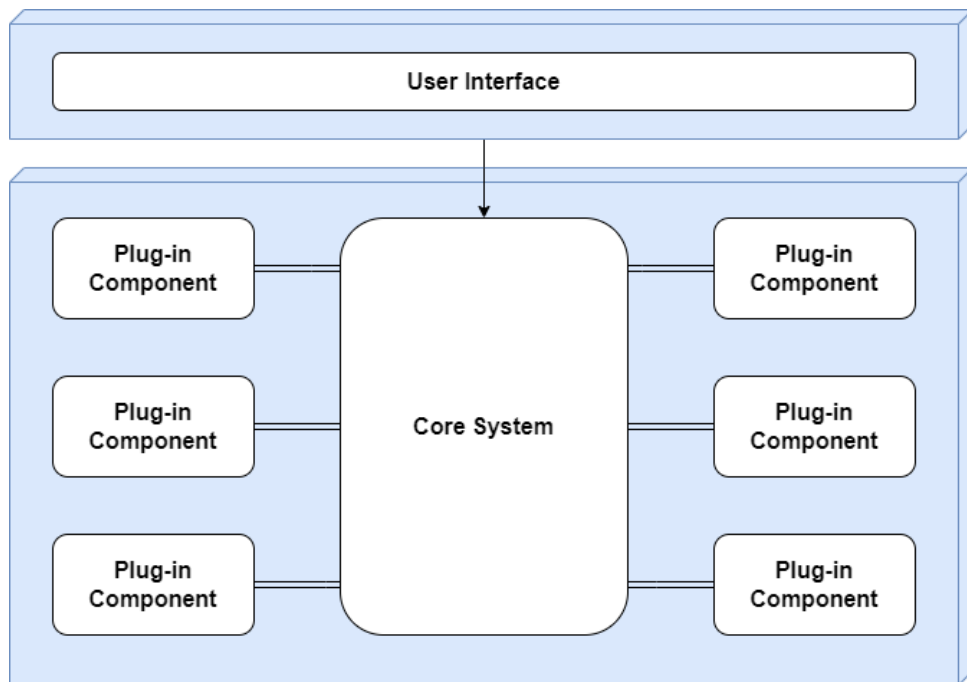 User Interface
Plug-in
Component
Plug-in
Component
Plug-in
Component
Core System
Plug-in
Component
Plug-in
Component
Plug-in
Component